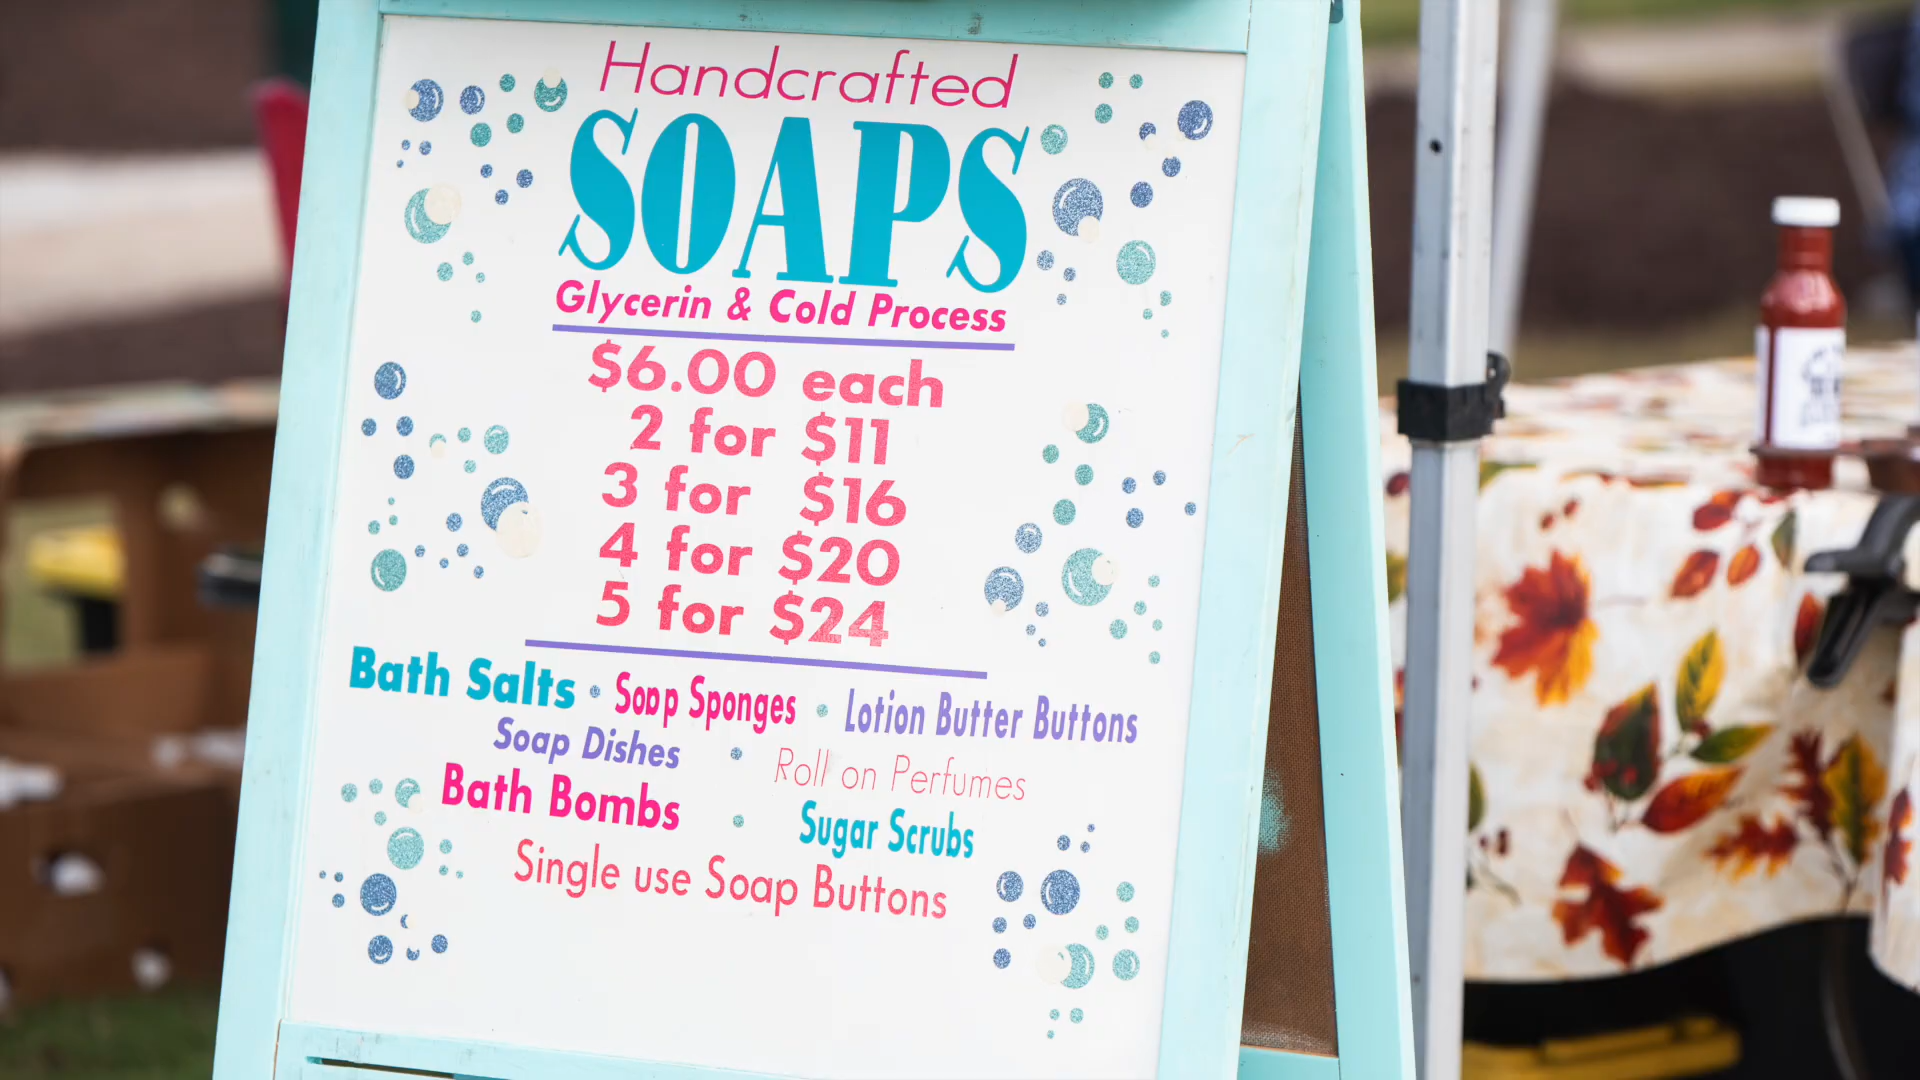 Handcrafted
SOAPS
Glycerin & Cold Process
$6.00 each
2 for $11
3 for $16
4 for $20
5 for $24
Bath Salts • Soap Sponges • Lotion Butter Buttons
Soap Dishes • Roll on Perfumes
Bath Bombs • Sugar Scrubs
Single use Soap Buttons